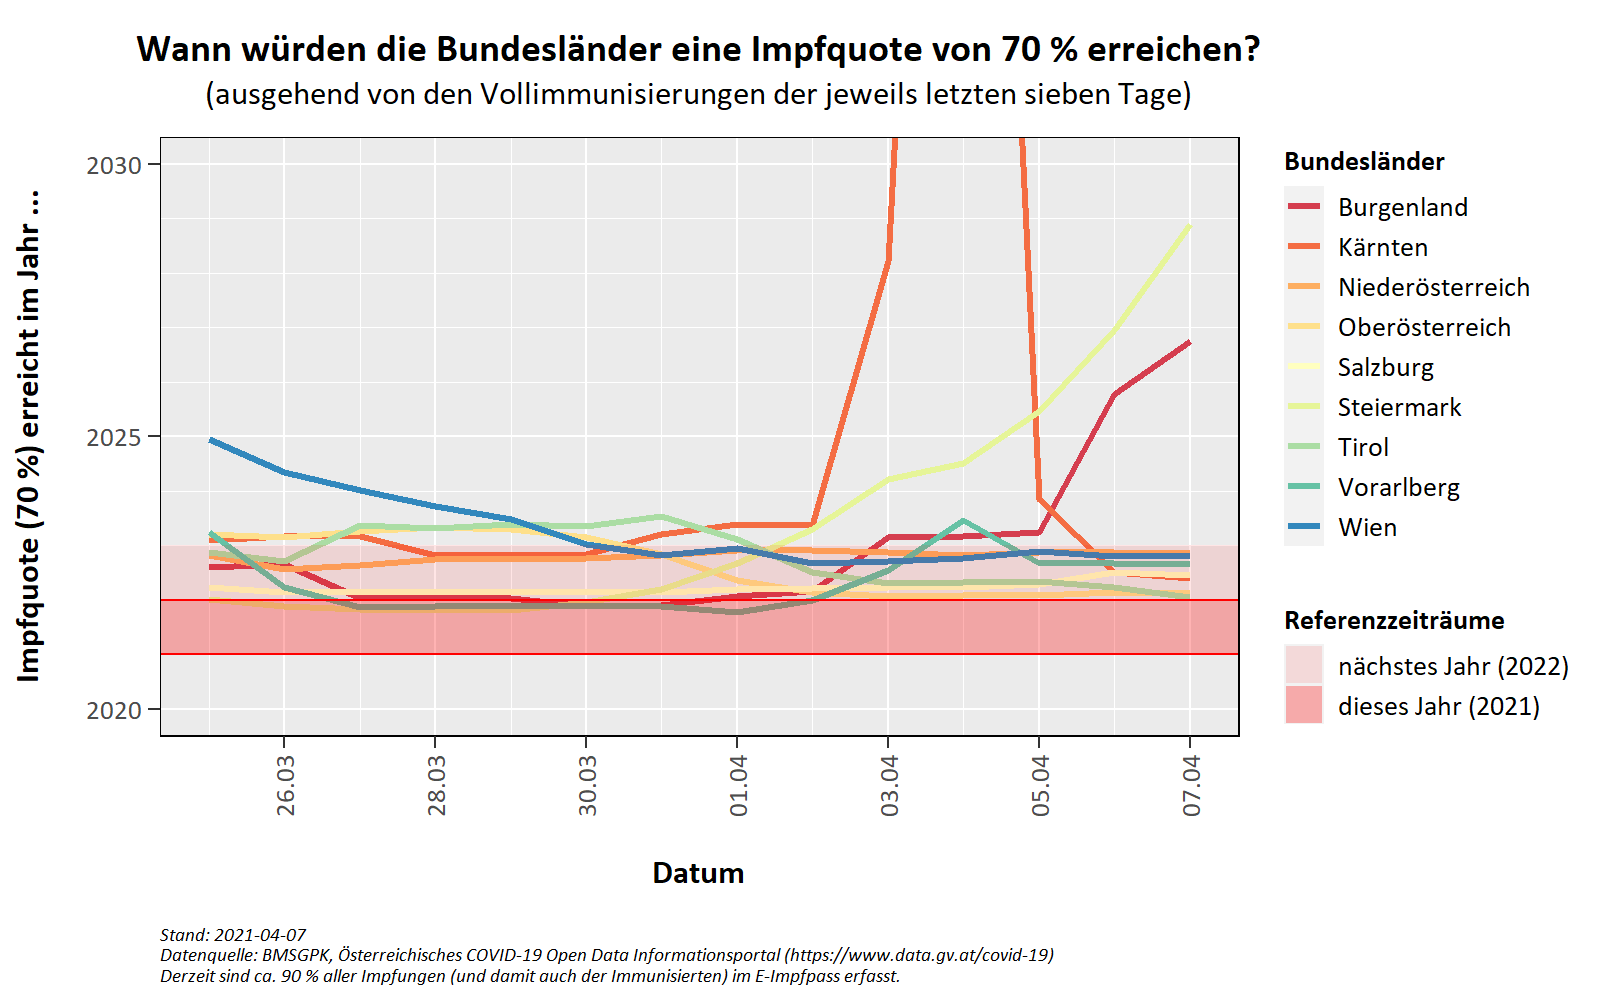 Wann würden die Bundesländer eine Impfquote von 70 % erreichen?
(ausgehend von den Vollimmunisierungen der jeweils letzten sieben Tage)
Impfquote (70 %) erreicht im Jahr ...
2030
2025
2020
26.03
28.03
30.03
01.04
03.04
05.04
07.04
Datum
Bundesländer
Burgenland
Kärnten
Niederösterreich
Oberösterreich
Salzburg
Steiermark
Tirol
Vorarlberg
Wien
Referenzzeiträume
nächstes Jahr (2022)
dieses Jahr (2021)
Stand: 2021-04-07
Datenquelle: BMSGPK, Österreichisches COVID-19 Open Data Informationsportal (https://www.data.gv.at/covid-19)
Derzeit sind ca. 90 % aller Impfungen (und damit auch der Immunisierten) im E-Impfpass erfasst.